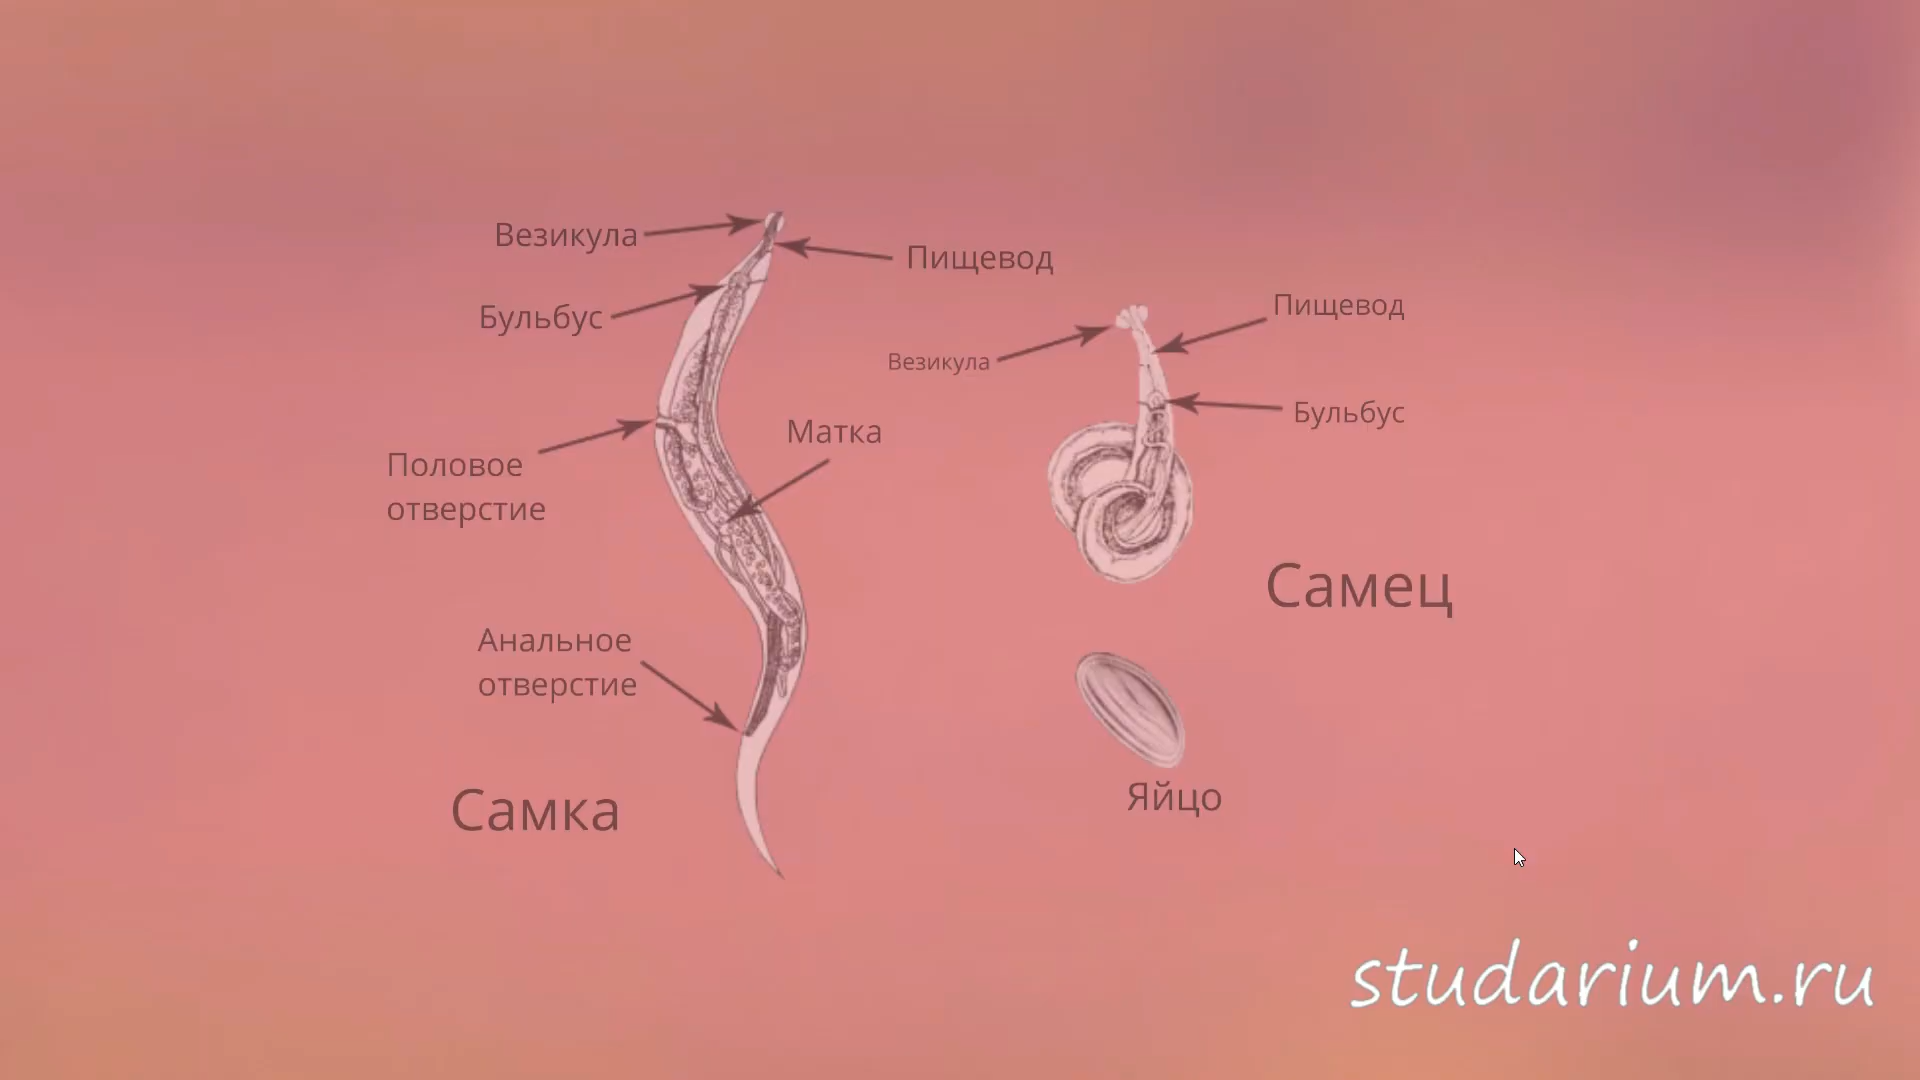 Везикула
Пищевод
Бульбус
Половое
отверстие
Матка
Анальное
отверстие
Самка
Пищевод
Везикула
Бульбус
Самец
Яйцо
studarium.ru